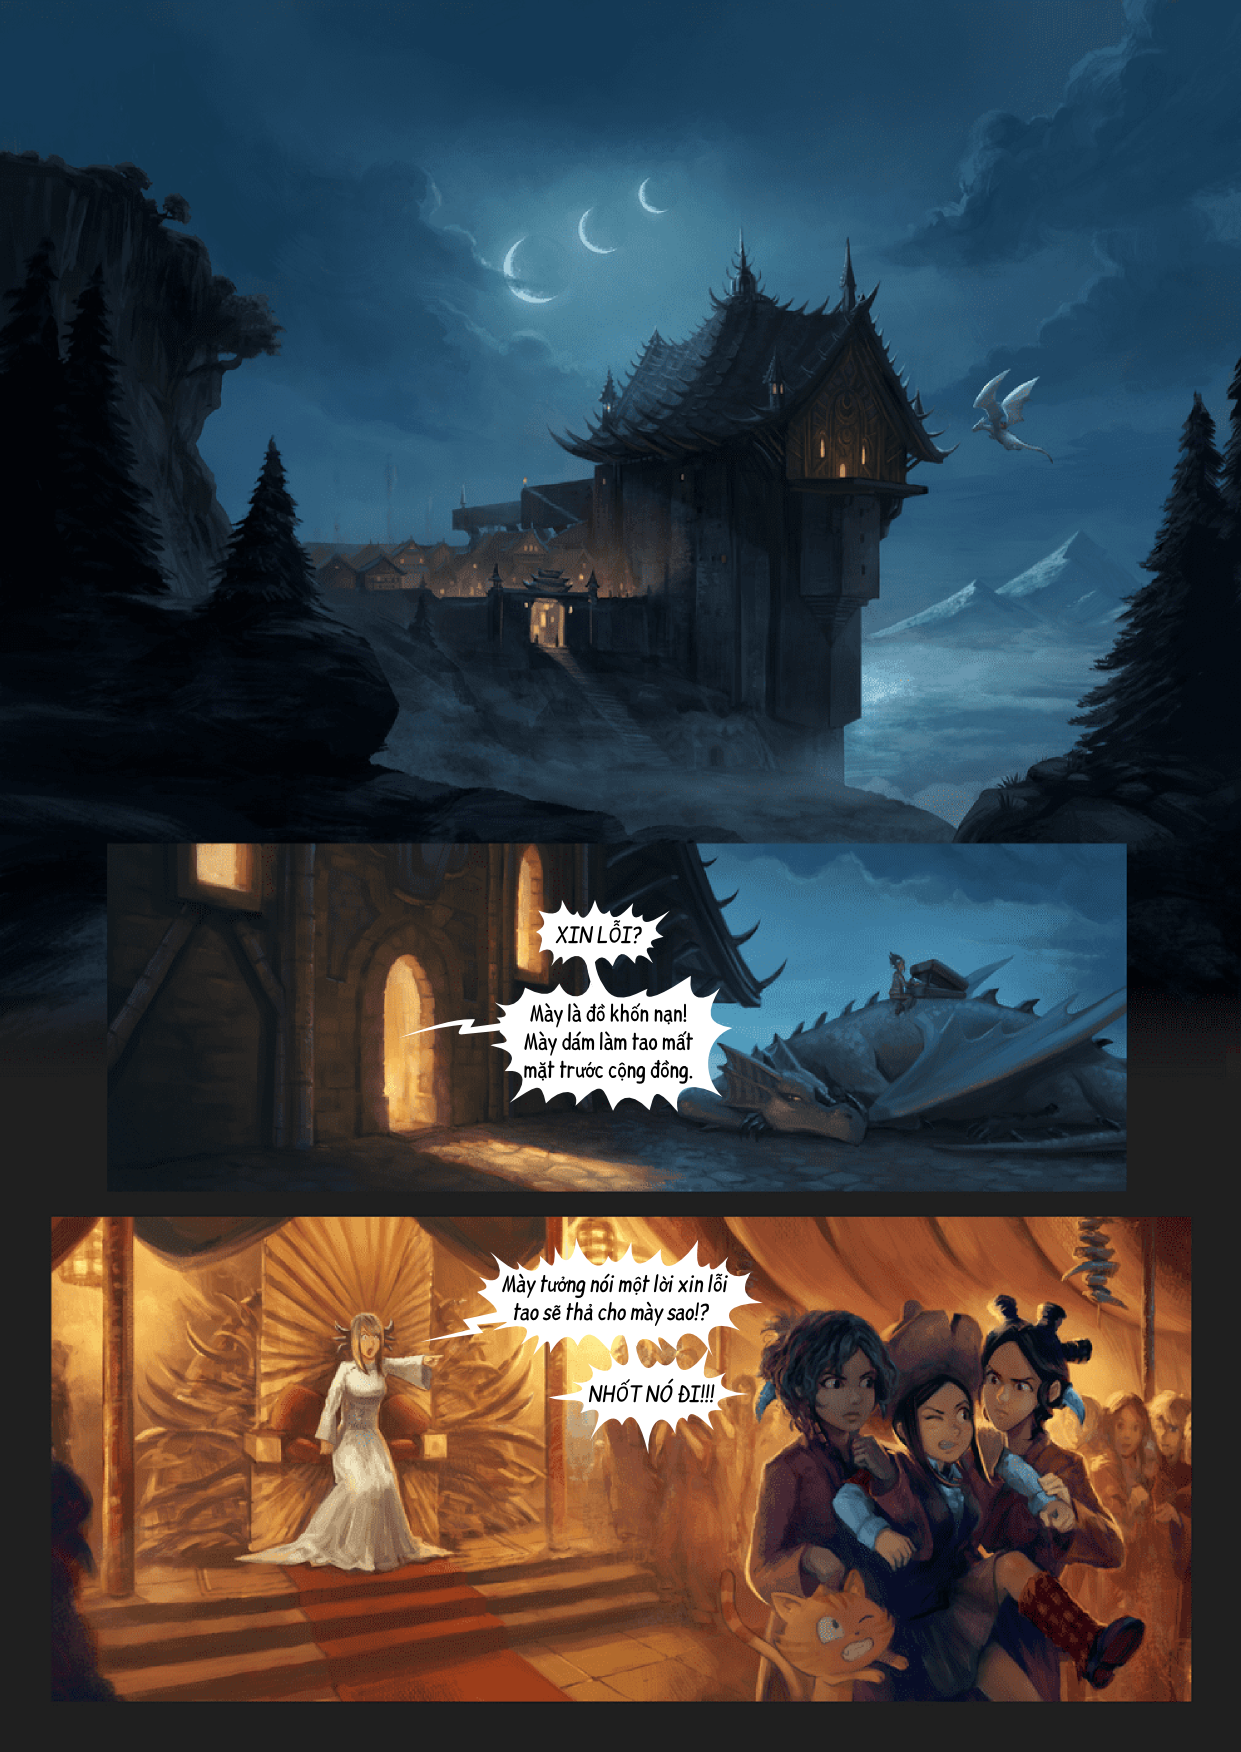 XIN LỖI?
Mày là đồ khốn nạn!
Mày dám làm tao mất
mặt trước cộng đồng.
Mày tưởng nói một lời xin lỗi
tao sẽ thả cho mày sao!?
NHỐT NÓ ĐI!!!